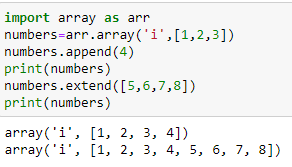 import array as arr
numbers=arr.array('i',[1,2,3])
numbers.append(4)
print(numbers)
numbers.extend([5,6,7,8])
print(numbers)
array('i', [1, 2, 3, 4])
array('i', [1, 2, 3, 4, 5, 6, 7, 8])